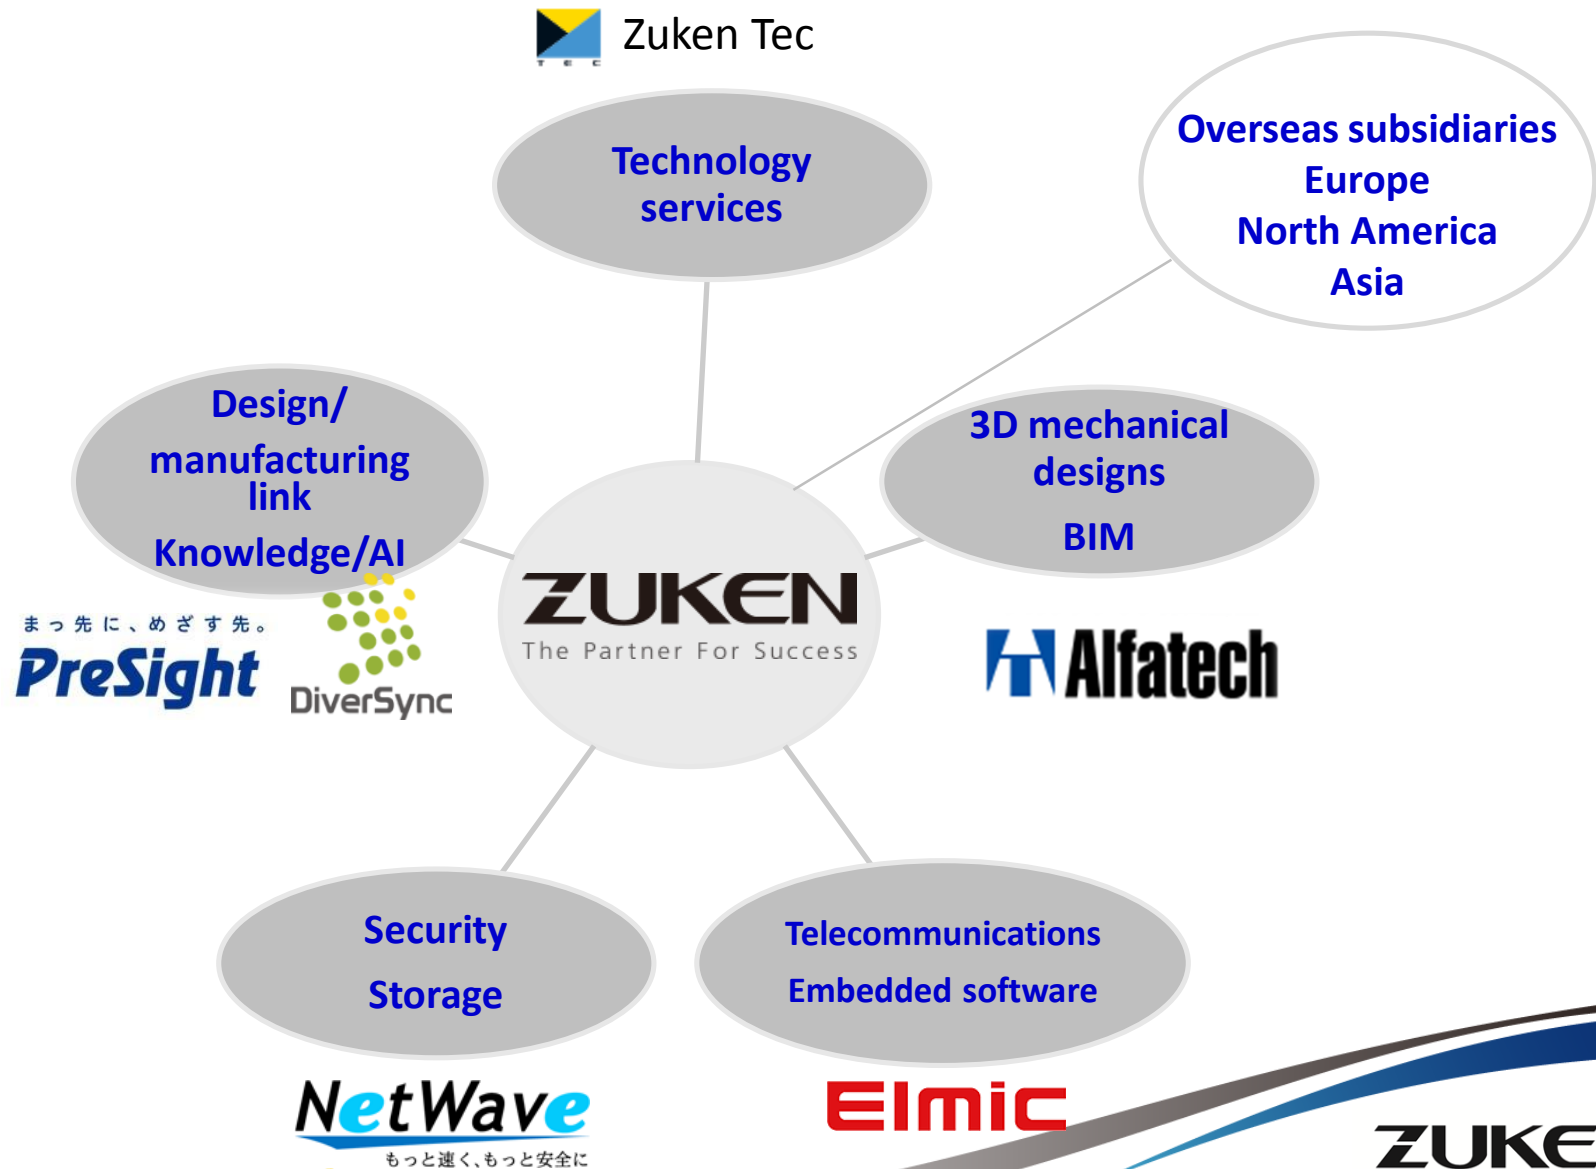 Zuken Tec
TEC
Technology
services
Overseas subsidiaries
Europe
North America
Asia
Design/
manufacturing
link
Knowledge/AI
3D mechanical
designs
BIM
ZUKEN
The Partner For Success
まっ先に、めざす先。
PreSight
DiverSync
Alfatech
Security
Storage
Telecommunications
Embedded software
NetWave
もっと速く、もっと安全に
Elmic
ZUKE